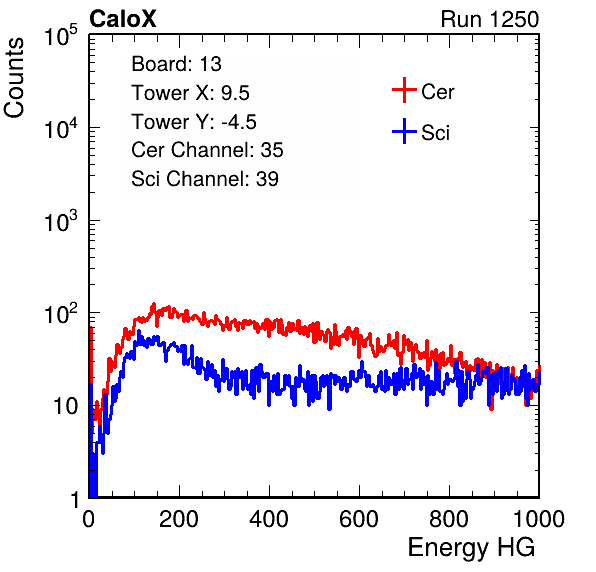 CaloX Run 1250
Counts
Board: 13
Tower X: 9.5
Tower Y: -4.5
Cer Channel: 35
Sci Channel: 39
Cer
Sci
10^5
10^4
10^3
10^2
10
1
0 200 400 600 800 1000
Energy HG